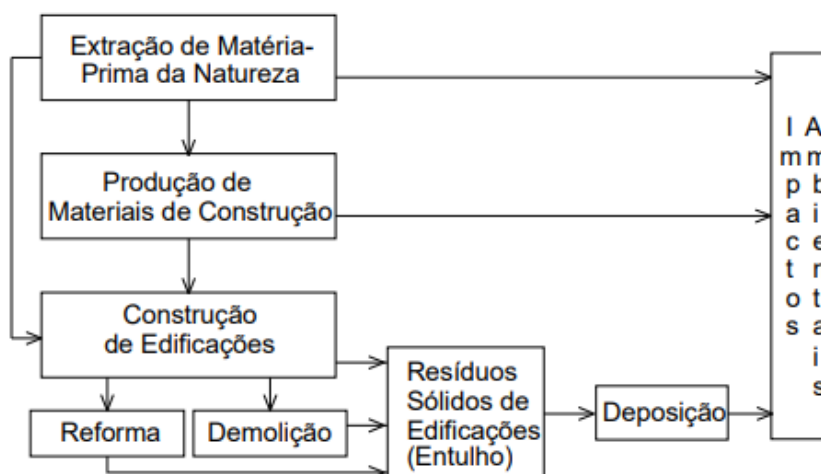 Extração de Matéria-
Prima da Natureza
Produção de
Materiais de Construção
Construção
de Edificações
Reforma
Demolição
Resíduos
Sólidos de
Edificações
(Entulho)
Deposição
Impactos
Ambientais